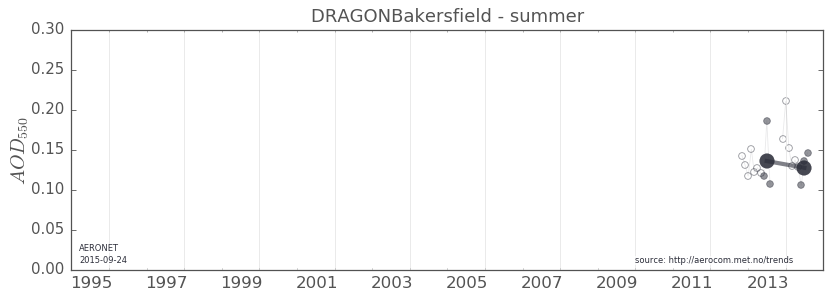 DRAGONBakersfield - summer
0.30
0.25
0.20
0.15
0.10
0.05
0.00
AOD550
AERONET
2015-09-24
source: http://aerocom.met.no/trends
1995 1997 1999 2001 2003 2005 2007 2009 2011 2013